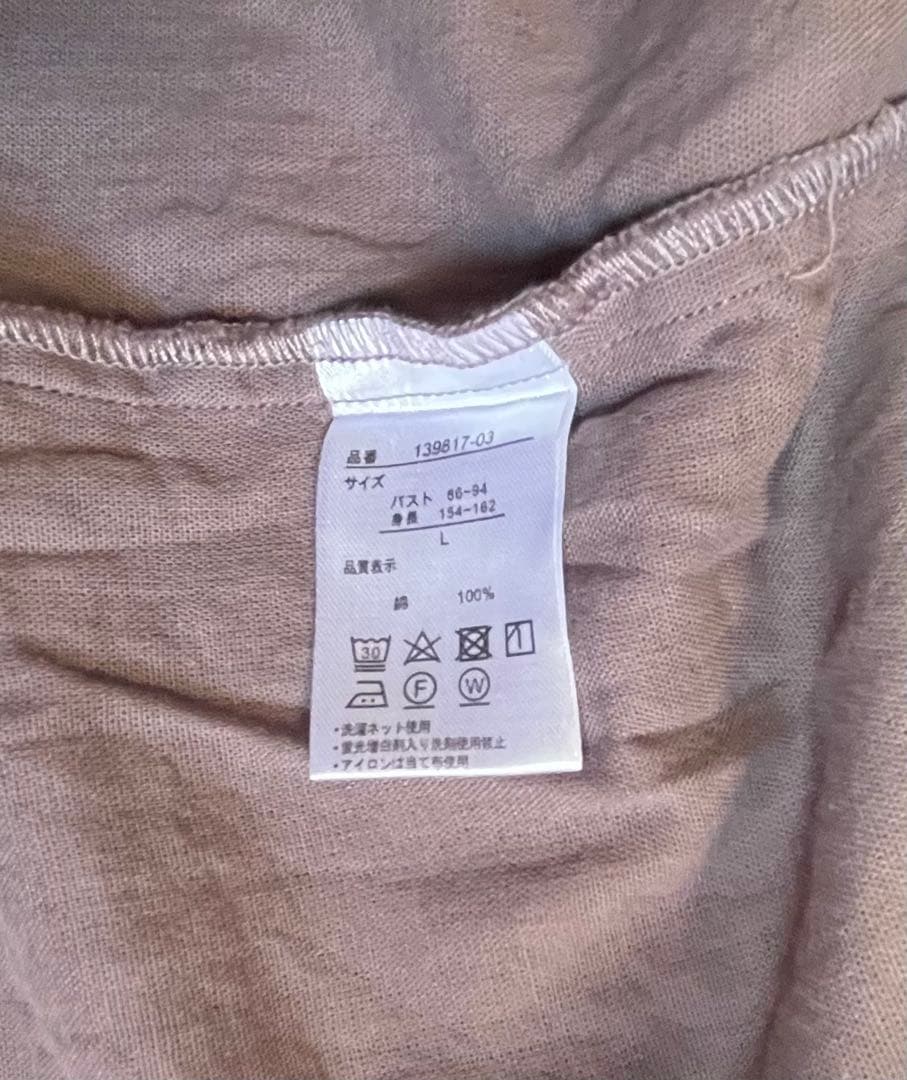 品番 139617-03
サイズ
バスト 86-94
身長 154-162
L
品質表示
綿 100%
30
F W
・洗濯ネット使用
・蛍光増白剤入り洗剤使用禁止
・アイロンは当て布使用